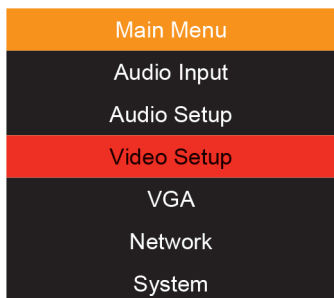 Main Menu
Audio Input
Audio Setup
Video Setup
VGA
Network
System